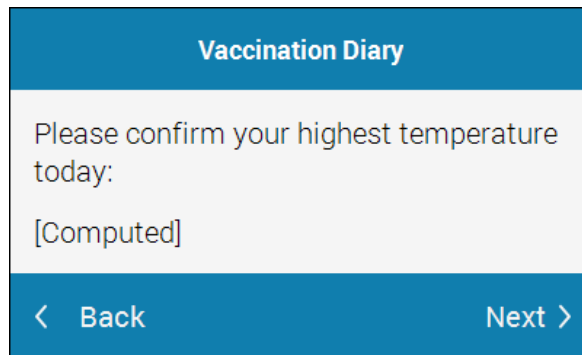 Vaccination Diary
Please confirm your highest temperature
today:
[Computed]
Back
Next